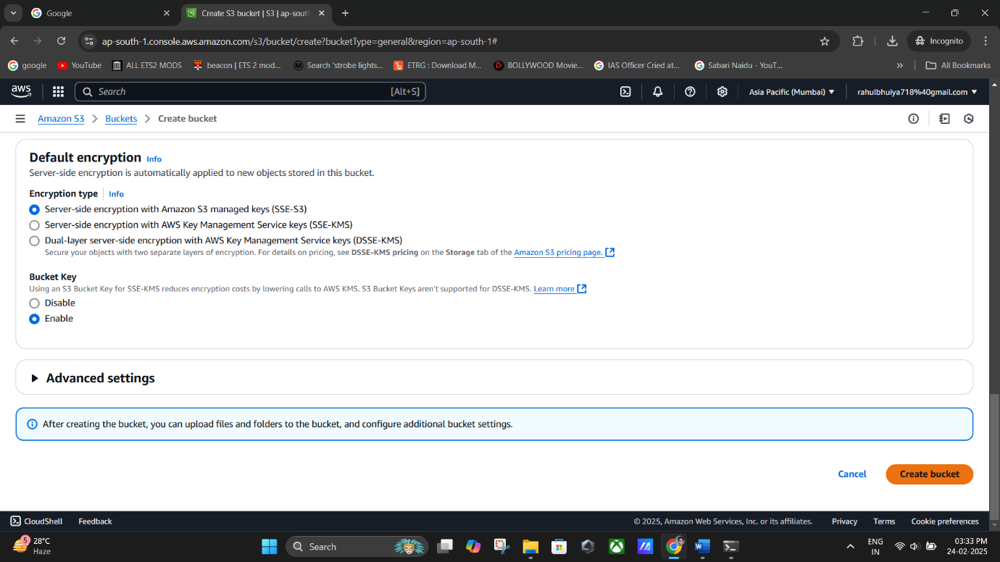 Google
Create S3 bucket | S3 | ap-sout
ap-south-1.console.aws.amazon.com/s3/bucket/create?bucketType=general&region=ap-south-1#
Incognito
google
YouTube
ALL ETS2 MODS
beacon | ETS 2 mod...
Search 'strobe lights...
ETRG : Download M...
BOLLYWOOD Movie...
IAS Officer Cried at...
Sabari Naidu - YouT...
All Bookmarks
aws
Search
[Alt+S]
Asia Pacific (Mumbai)
rahulbhuiya718%40gmail.com
Amazon S3
Buckets
Create bucket
Default encryption Info
Server-side encryption is automatically applied to new objects stored in this bucket.
Encryption type Info
Server-side encryption with Amazon S3 managed keys (SSE-S3)
Server-side encryption with AWS Key Management Service keys (SSE-KMS)
Dual-layer server-side encryption with AWS Key Management Service keys (DSSE-KMS)
Secure your objects with two separate layers of encryption. For details on pricing, see DSSE-KMS pricing on the Storage tab of the Amazon S3 pricing page.
Bucket Key
Using an S3 Bucket Key for SSE-KMS reduces encryption costs by lowering calls to AWS KMS. S3 Bucket Keys aren't supported for DSSE-KMS. Learn more
Disable
Enable
Advanced settings
After creating the bucket, you can upload files and folders to the bucket, and configure additional bucket settings.
Cancel
Create bucket
CloudShell
Feedback
© 2025, Amazon Web Services, Inc. or its affiliates.
Privacy
Terms
Cookie preferences
5
28°C
Haze
Search
ENG
IN
03:33 PM
24-02-2025